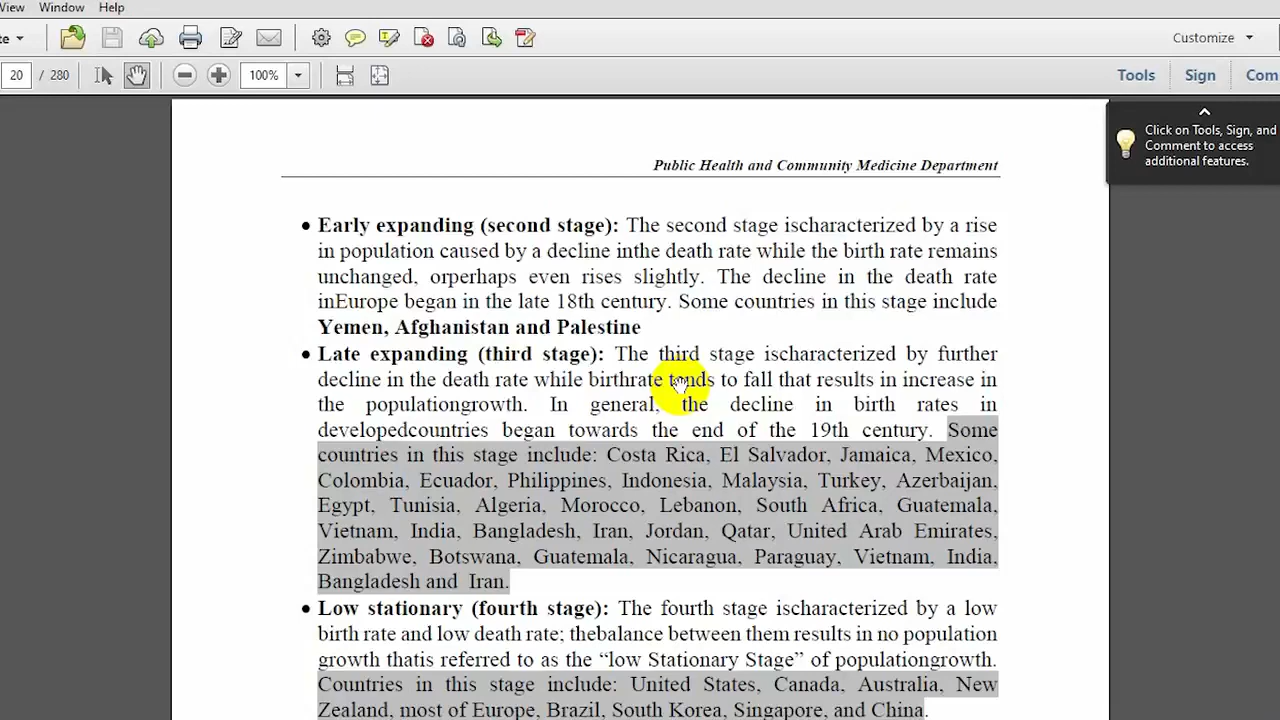 View Window Help
te Customize
20 / 280 100% Tools Sign Com
Click on Tools, Sign, and
Comment to access
additional features.
Public Health and Community Medicine Department
• Early expanding (second stage): The second stage ischaracterized by a rise
in population caused by a decline inthe death rate while the birth rate remains
unchanged, orperhaps even rises slightly. The decline in the death rate
inEurope began in the late 18th century. Some countries in this stage include
Yemen, Afghanistan and Palestine
• Late expanding (third stage): The third stage ischaracterized by further
decline in the death rate while birthrate tends to fall that results in increase in
the populationgrowth. In general, the decline in birth rates in
developedcountries began towards the end of the 19th century. Some
countries in this stage include: Costa Rica, El Salvador, Jamaica, Mexico,
Colombia, Ecuador, Philippines, Indonesia, Malaysia, Turkey, Azerbaijan,
Egypt, Tunisia, Algeria, Morocco, Lebanon, South Africa, Guatemala,
Vietnam, India, Bangladesh, Iran, Jordan, Qatar, United Arab Emirates,
Zimbabwe, Botswana, Guatemala, Nicaragua, Paraguay, Vietnam, India,
Bangladesh and Iran.
• Low stationary (fourth stage): The fourth stage ischaracterized by a low
birth rate and low death rate; thebalance between them results in no population
growth thatis referred to as the “low Stationary Stage” of populationgrowth.
Countries in this stage include: United States, Canada, Australia, New
Zealand, most of Europe, Brazil, South Korea, Singapore, and China.